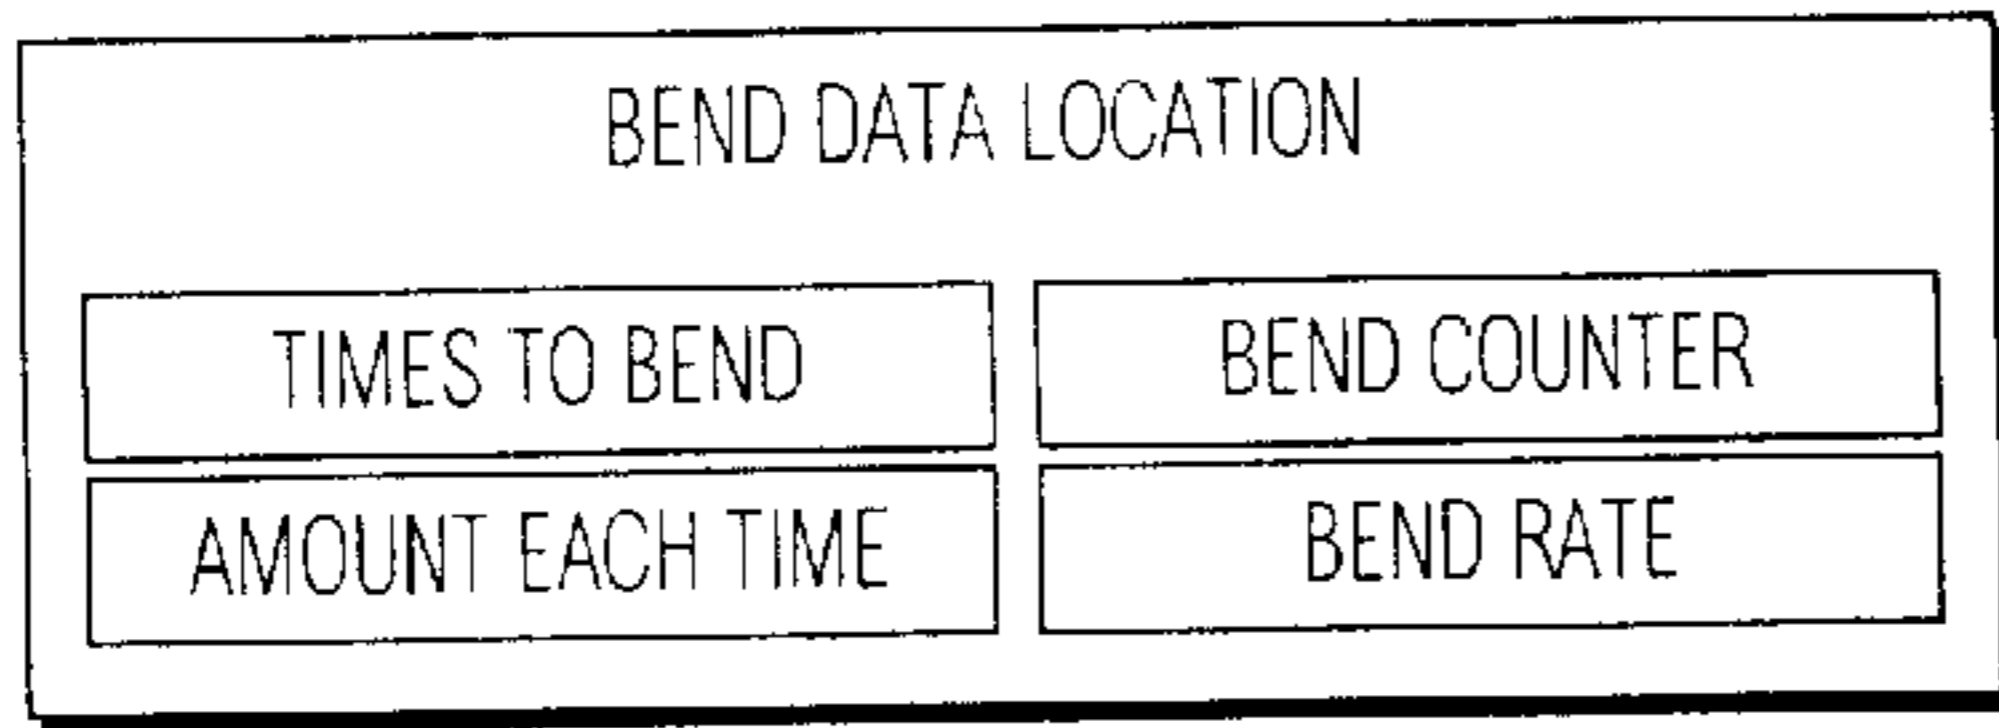 BEND DATA LOCATION
TIMES TO BEND
BEND COUNTER
AMOUNT EACH TIME
BEND RATE